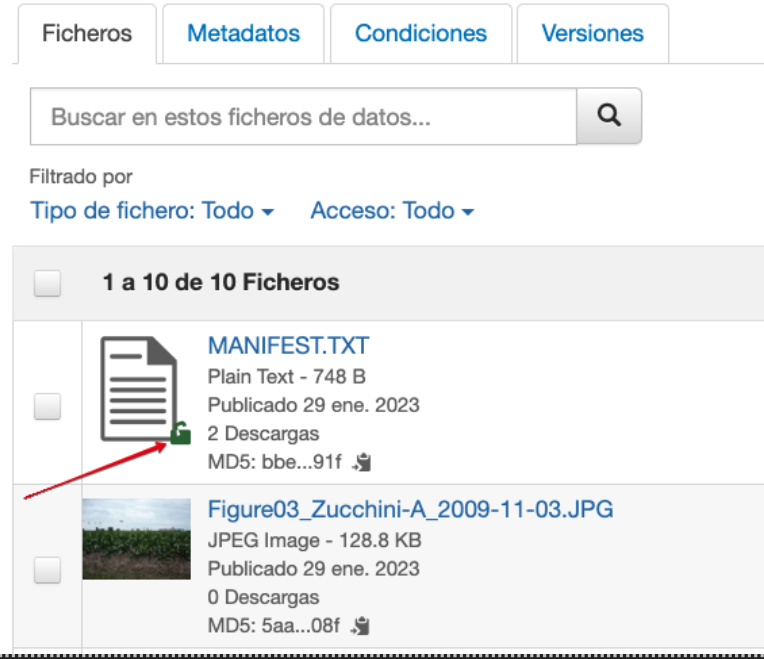 Ficheros Metadatos Condiciones Versiones
Buscar en estos ficheros de datos...
Filtrado por
Tipo de fichero: Todo Acceso: Todo
1 a 10 de 10 Ficheros
MANIFEST.TXT
Plain Text - 748 B
Publicado 29 ene. 2023
2 Descargas
MD5: bbe...91f
Figure03_Zucchini-A_2009-11-03.JPG
JPEG Image - 128.8 KB
Publicado 29 ene. 2023
0 Descargas
MD5: 5aa...08f